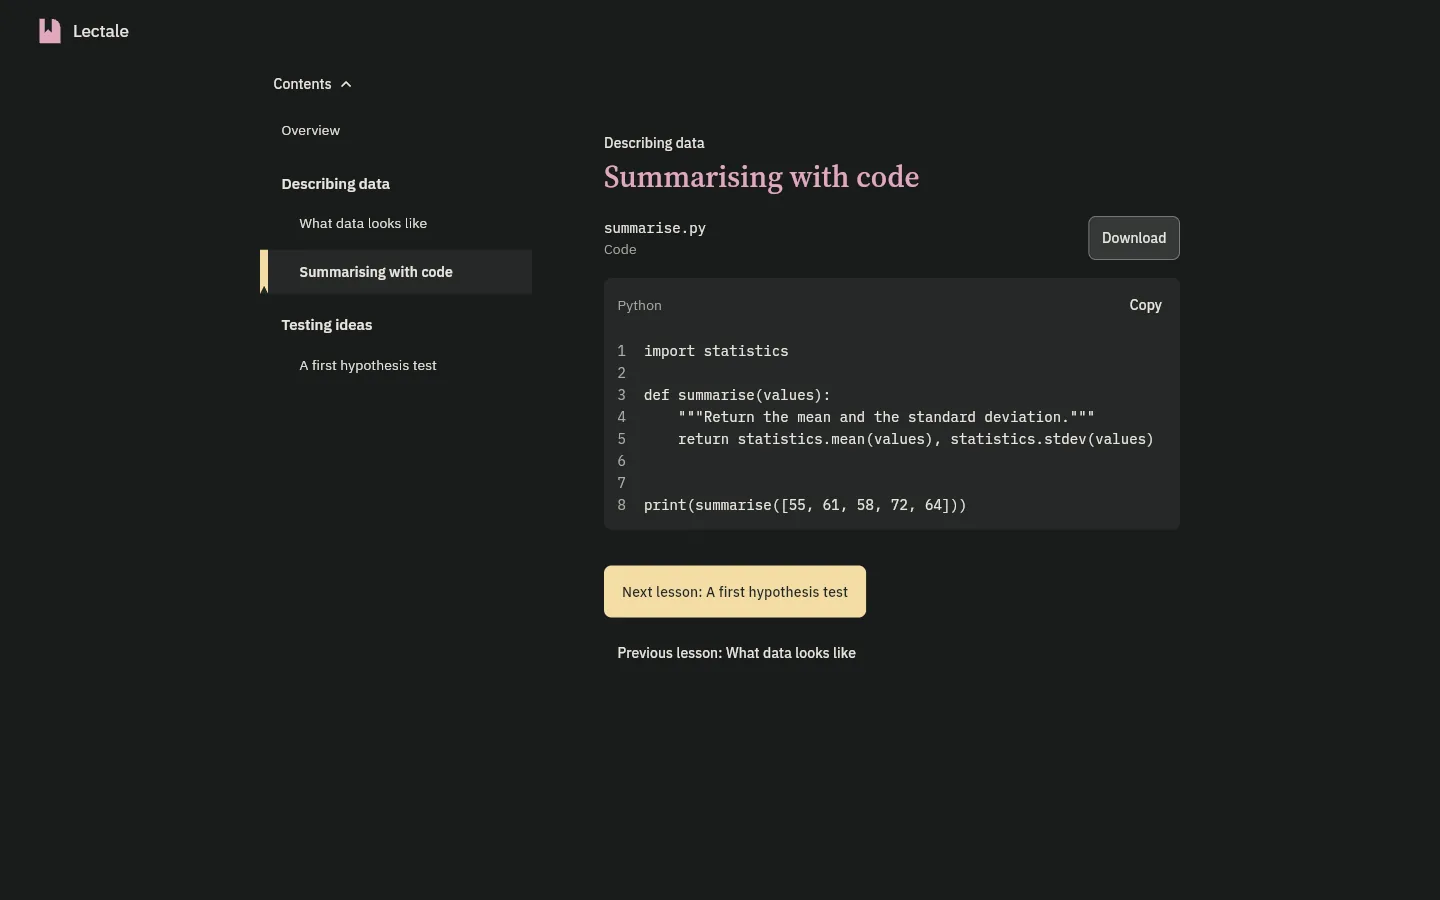 Lectale
Contents
Overview
Describing data
What data looks like
Summarising with code
Testing ideas
A first hypothesis test
Describing data
Summarising with code
summarise.py
Code
Download
Python
Copy
1 import statistics
2
3 def summarise(values):
4     """Return the mean and the standard deviation."""
5     return statistics.mean(values), statistics.stdev(values)
6
7
8 print(summarise([55, 61, 58, 72, 64]))
Next lesson: A first hypothesis test
Previous lesson: What data looks like